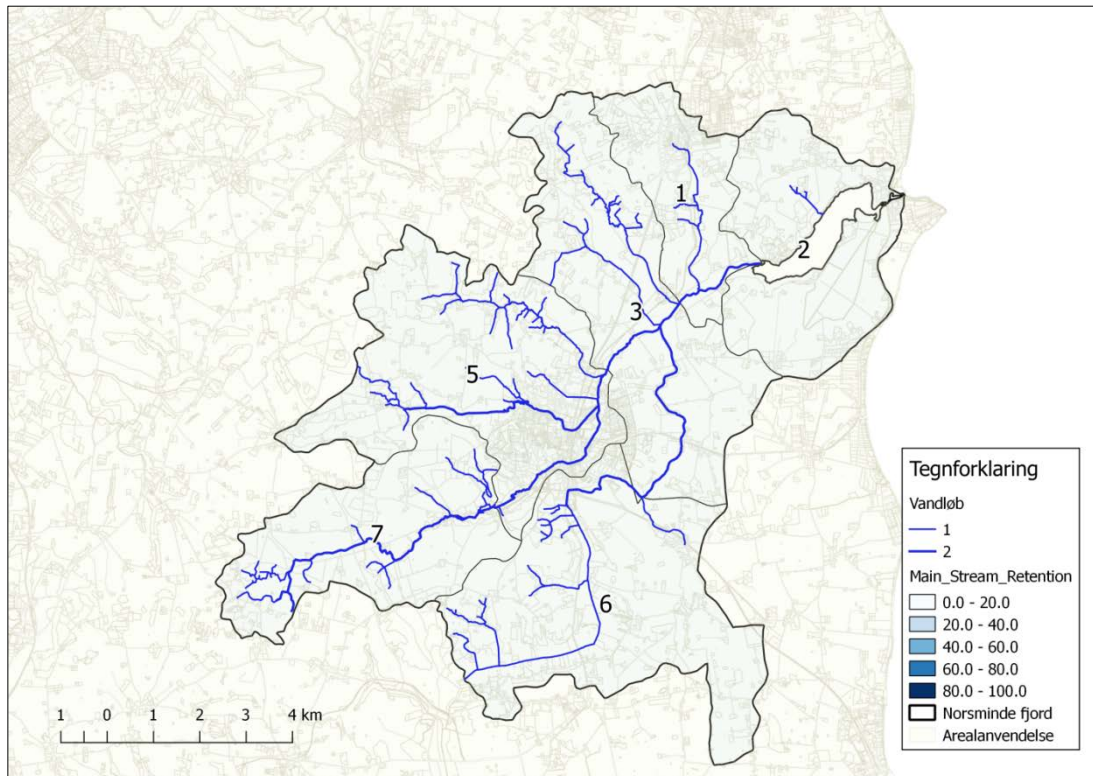 1
2
3
5
7
6
1 0 1 2 3 4 km
Tegnforklaring
Vandløb
1
2
Main_Stream_Retention
0.0 - 20.0
20.0 - 40.0
40.0 - 60.0
60.0 - 80.0
80.0 - 100.0
Norsminde fjord
Arealanvendelse